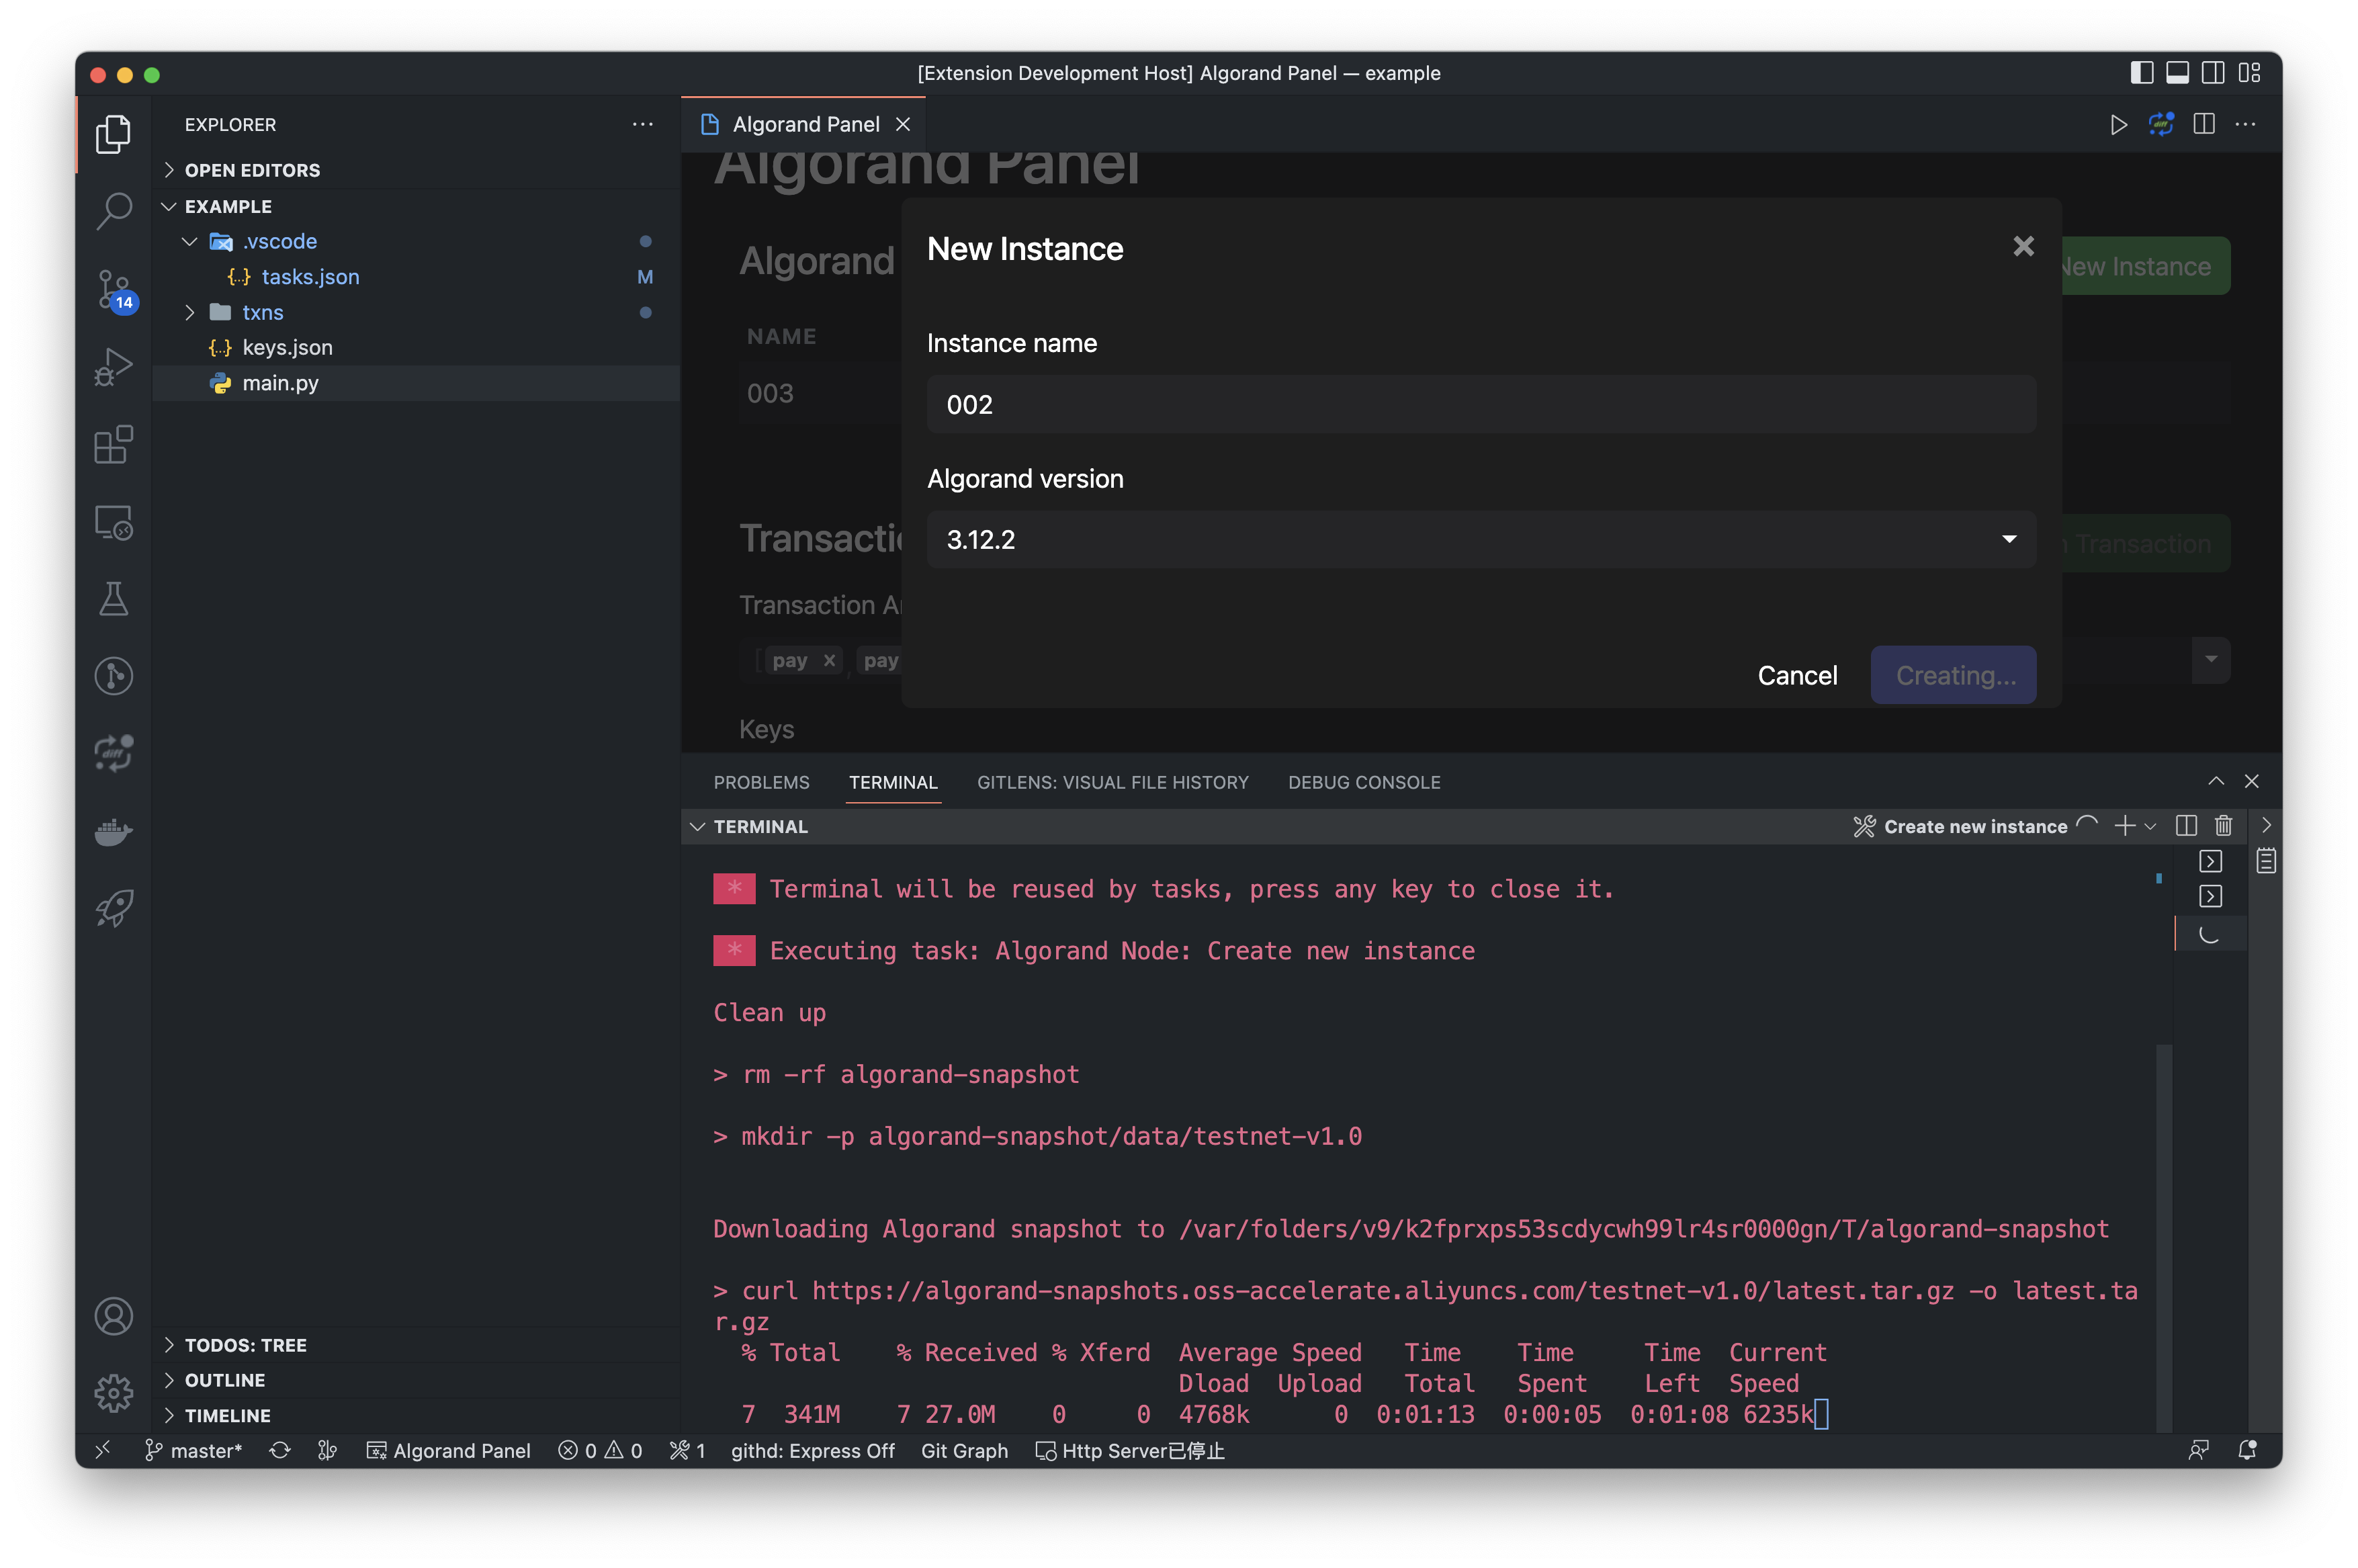 [Extension Development Host] Algorand Panel — example
EXPLORER
OPEN EDITORS
EXAMPLE
.vscode
tasks.json M
txns
keys.json
main.py
14
TODOS: TREE
OUTLINE
TIMELINE
Algorand Panel
Algorand Panel
Algorand
New Instance
NAME
003
Transacti
Transaction
Transaction A
pay × , pay
Keys
New Instance
Instance name
002
Algorand version
3.12.2
Cancel Creating...
PROBLEMS TERMINAL GITLENS: VISUAL FILE HISTORY DEBUG CONSOLE
TERMINAL Create new instance
* Terminal will be reused by tasks, press any key to close it.
* Executing task: Algorand Node: Create new instance
Clean up
> rm -rf algorand-snapshot
> mkdir -p algorand-snapshot/data/testnet-v1.0
Downloading Algorand snapshot to /var/folders/v9/k2fprxps53scdycwh99lr4sr0000gn/T/algorand-snapshot
> curl https://algorand-snapshots.oss-accelerate.aliyuncs.com/testnet-v1.0/latest.tar.gz -o latest.ta
r.gz
% Total % Received % Xferd Average Speed Time Time Time Current
Dload Upload Total Spent Left Speed
7 341M 7 27.0M 0 0 4768k 0 0:01:13 0:00:05 0:01:08 6235k
master* Algorand Panel 0 0 1 githd: Express Off Git Graph Http Server已停止